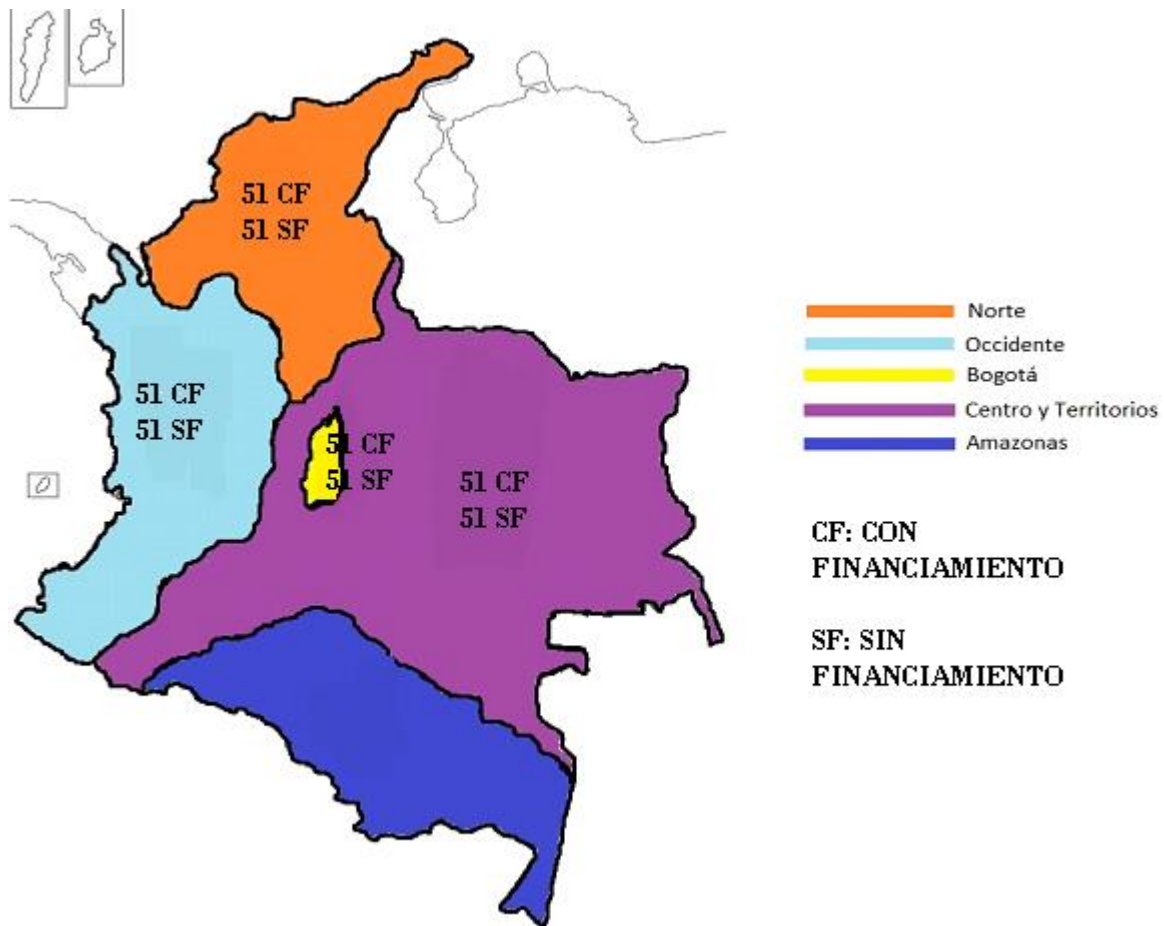 51 CF
51 SF
51 CF
51 SF
51 CF
51 SF
51 CF
51 SF
Norte
Occidente
Bogotá
Centro y Territorios
Amazonas
CF: CON
FINANCIAMIENTO
SF: SIN
FINANCIAMIENTO